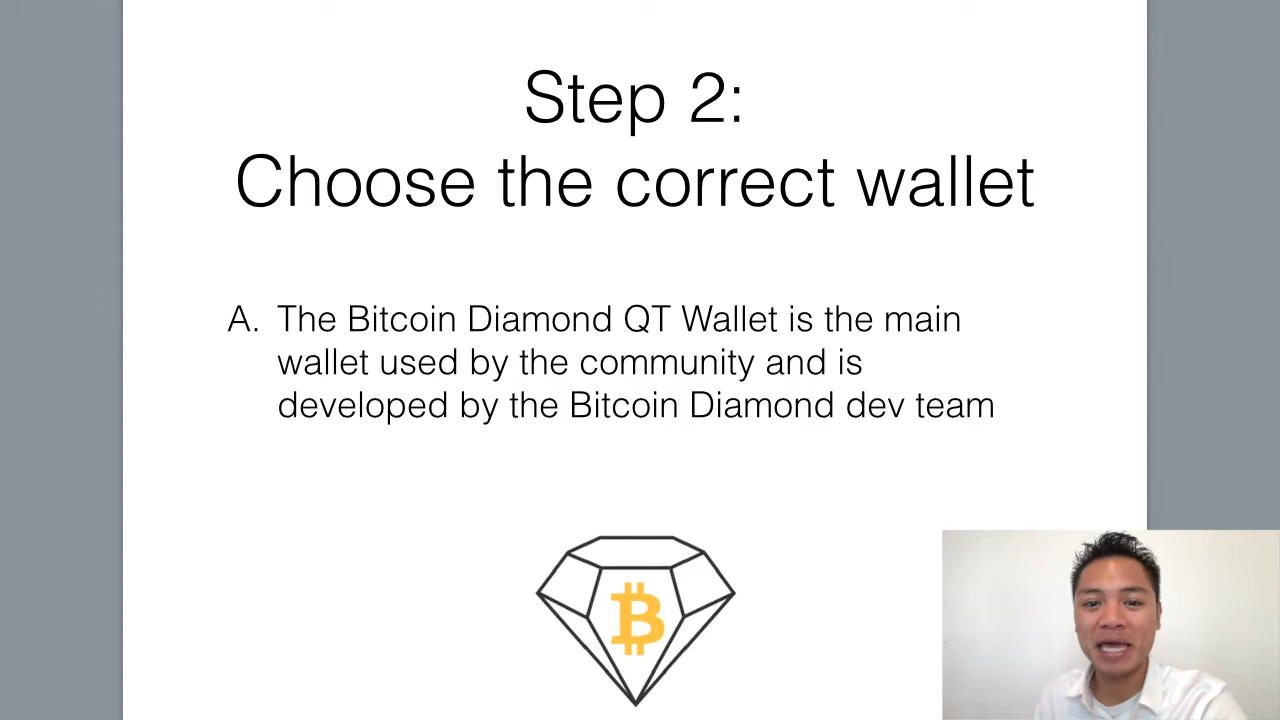 Step 2:
Choose the correct wallet
A. The Bitcoin Diamond QT Wallet is the main
wallet used by the community and is
developed by the Bitcoin Diamond dev team